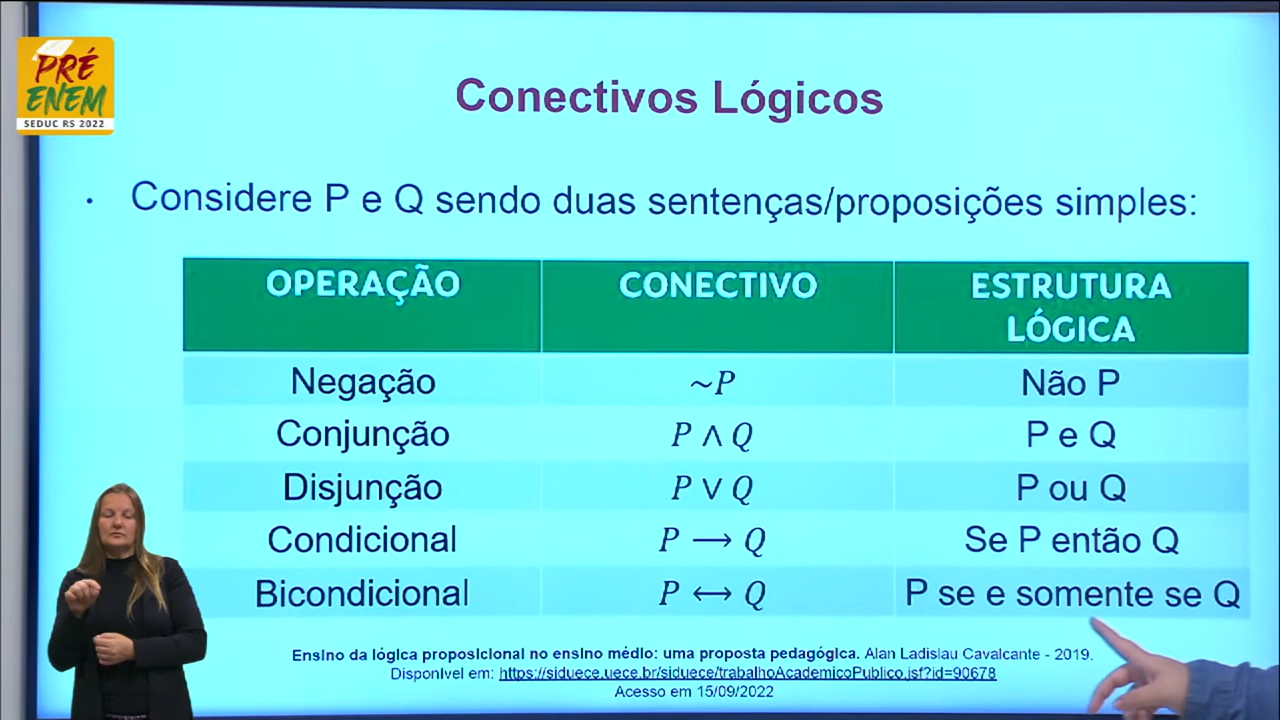 PRÉ
ENEM
SEDUC RS 2022
Conectivos Lógicos
• Considere P e Q sendo duas sentenças/proposições simples:
OPERAÇÃO CONECTIVO ESTRUTURA LÓGICA
Negação ~P Não P
Conjunção P ∧ Q P e Q
Disjunção P ∨ Q P ou Q
Condicional P ⟶ Q Se P então Q
Bicondicional P ⟷ Q P se e somente se Q
Ensino da lógica proposicional no ensino médio: uma proposta pedagógica. Alan Ladislau Cavalcante - 2019.
Disponível em: https://siduece.uece.br/siduece/trabalhoAcademicoPublico.jsf?id=90678
Acesso em 15/09/2022